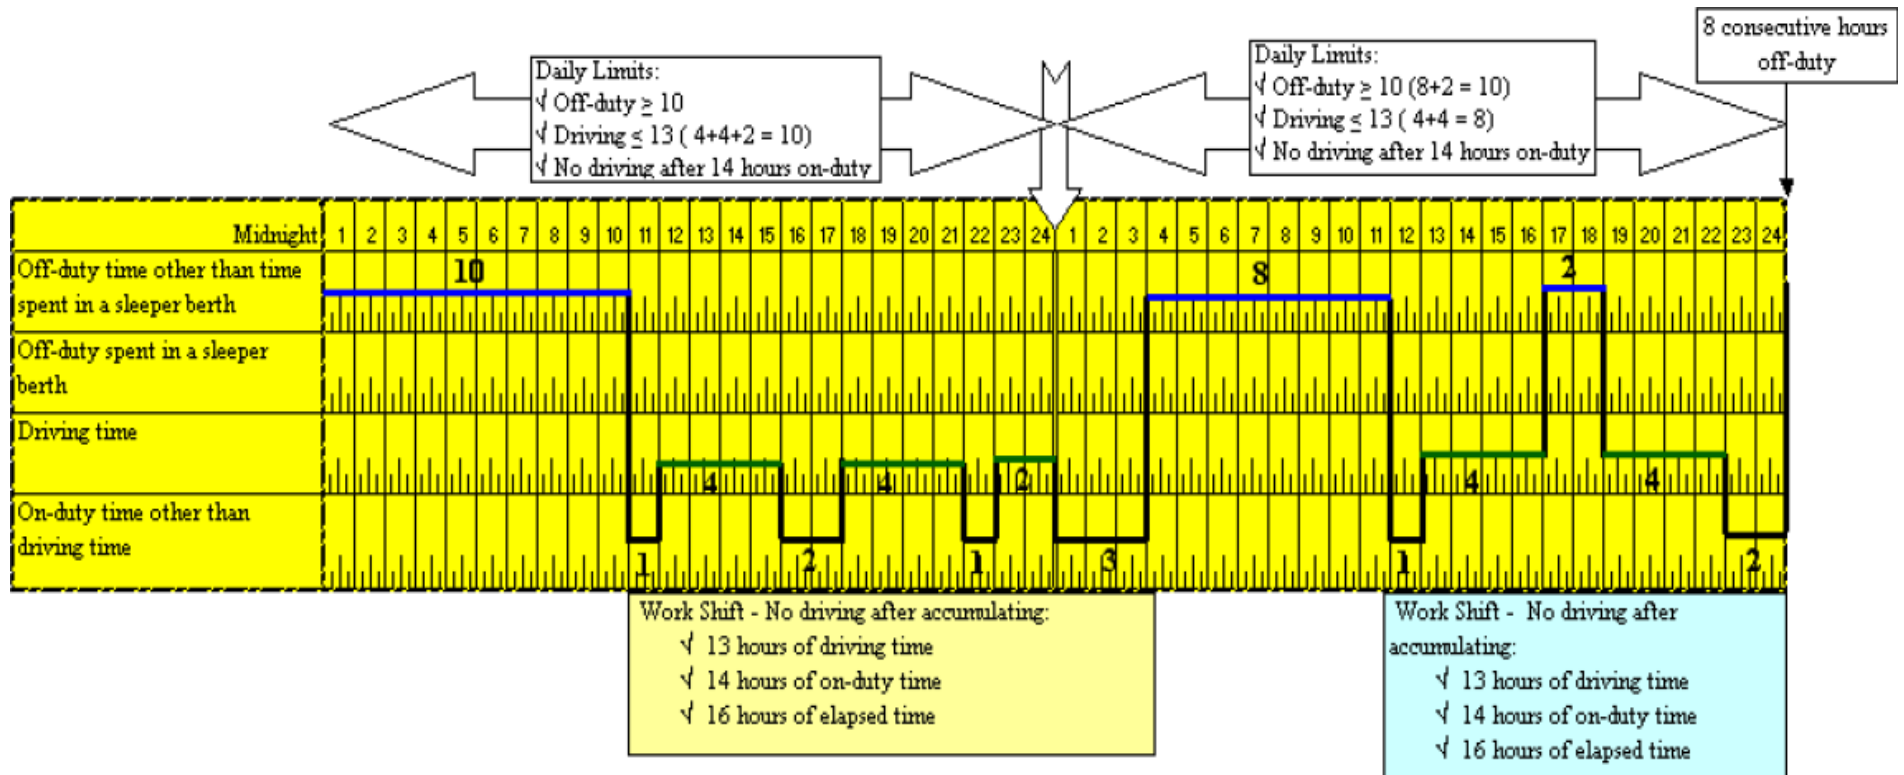 8 consecutive hours
off-duty
Daily Limits:
√ Off-duty ≥ 10
√ Driving ≤ 13 ( 4+4+2 = 10)
√ No driving after 14 hours on-duty
Daily Limits:
√ Off-duty ≥ 10 (8+2 = 10)
√ Driving ≤ 13 ( 4+4 = 8)
√ No driving after 14 hours on-duty
Midnight 1 2 3 4 5 6 7 8 9 10 11 12 13 14 15 16 17 18 19 20 21 22 23 24 1 2 3 4 5 6 7 8 9 10 11 12 13 14 15 16 17 18 19 20 21 22 23 24
Off-duty time other than time
spent in a sleeper berth
10 8 2
Off-duty spent in a sleeper
berth
Driving time
4 4 2 4 4
On-duty time other than
driving time
1 2 1 3 1 2
Work Shift - No driving after accumulating:
√ 13 hours of driving time
√ 14 hours of on-duty time
√ 16 hours of elapsed time
Work Shift - No driving after
accumulating:
√ 13 hours of driving time
√ 14 hours of on-duty time
√ 16 hours of elapsed time